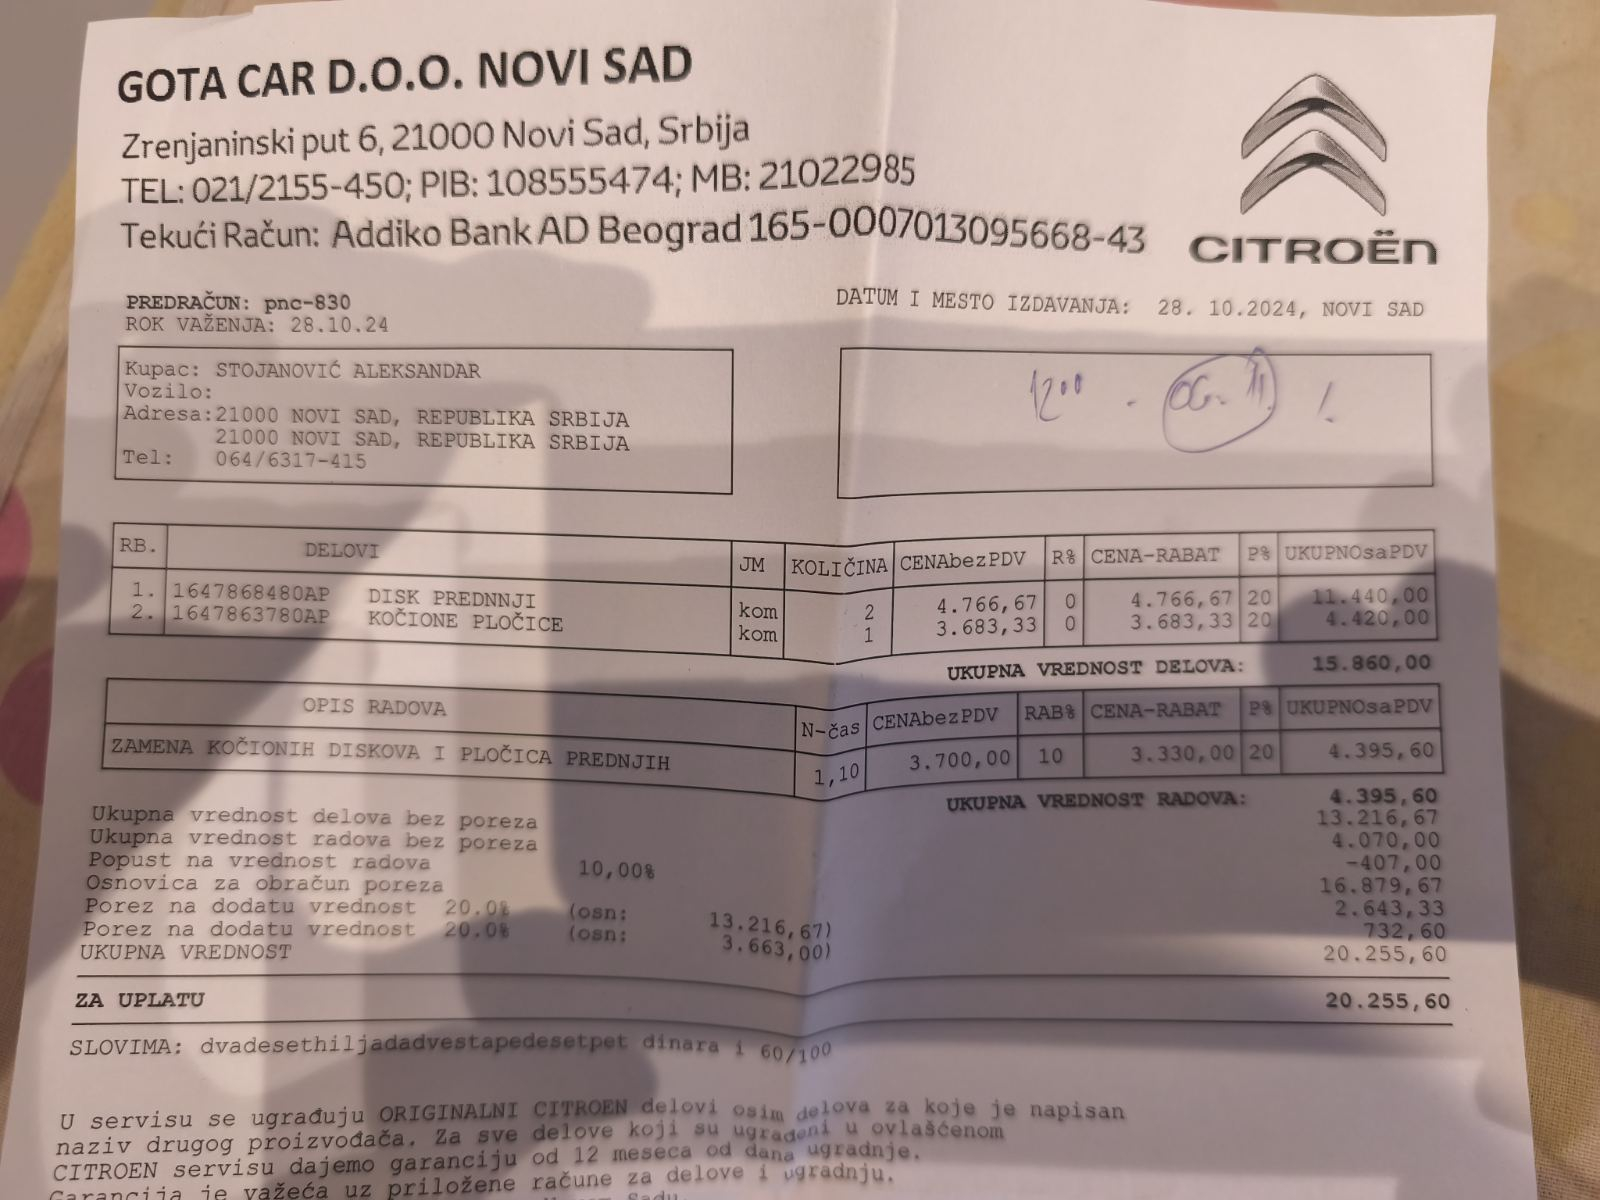 GOTA CAR D.O.O. NOVI SAD
Zrenjaninski put 6, 21000 Novi Sad, Srbija
TEL: 021/2155-450; PIB: 108555474; MB: 21022985
Tekući Račun: Addiko Bank AD Beograd 165-0007013095668-43
CITROËN
PREDRAČUN: pnc-830
ROK VAŽENJA: 28.10.24
DATUM I MESTO IZDAVANJA: 28. 10.2024, NOVI SAD
Kupac: STOJANOVIĆ ALEKSANDAR
Vozilo:
Adresa:21000 NOVI SAD, REPUBLIKA SRBIJA
21000 NOVI SAD, REPUBLIKA SRBIJA
Tel: 064/6317-415
1200 - 06. 11. !
RB. DELOVI JM KOLIČINA CENAbezPDV R% CENA-RABAT P% UKUPNOsaPDV
1. 1647868480AP DISK PREDNNJI kom 2 4.766,67 0 4.766,67 20 11.440,00
2. 1647863780AP KOČIONE PLOČICE kom 1 3.683,33 0 3.683,33 20 4.420,00
UKUPNA VREDNOST DELOVA: 15.860,00
OPIS RADOVA N-čas CENAbezPDV RAB% CENA-RABAT P% UKUPNOsaPDV
ZAMENA KOČIONIH DISKOVA I PLOČICA PREDNJIH 1,10 3.700,00 10 3.330,00 20 4.395,60
UKUPNA VREDNOST RADOVA: 4.395,60
Ukupna vrednost delova bez poreza 13.216,67
Ukupna vrednost radova bez poreza 4.070,00
Popust na vrednost radova 10,00% -407,00
Osnovica za obračun poreza 16.879,67
Porez na dodatu vrednost 20.0% (osn: 13.216,67) 2.643,33
Porez na dodatu vrednost 20.0% (osn: 3.663,00) 732,60
UKUPNA VREDNOST 20.255,60
ZA UPLATU 20.255,60
SLOVIMA: dvadesethiljadadvestapedesetpet dinara i 60/100
U servisu se ugrađuju ORIGINALNI CITROEN delovi osim delova za koje je napisan
naziv drugog proizvođača. Za sve delove koji su ugrađeni u ovlašćenom
CITROEN servisu dajemo garanciju od 12 meseca od dana ugradnje.
Garancija je važeća uz priložene račune za delove i ugradnju.